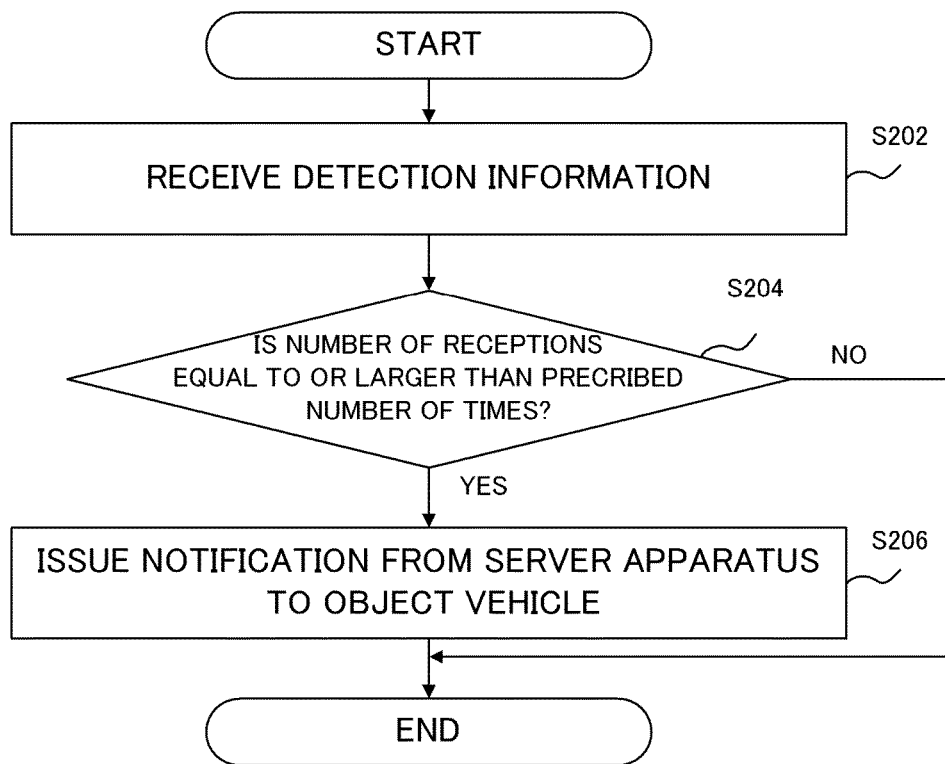 START
RECEIVE DETECTION INFORMATION
S202
S204
IS NUMBER OF RECEPTIONS
EQUAL TO OR LARGER THAN PRECRIBED
NUMBER OF TIMES?
NO
YES
ISSUE NOTIFICATION FROM SERVER APPARATUS
TO OBJECT VEHICLE
S206
END